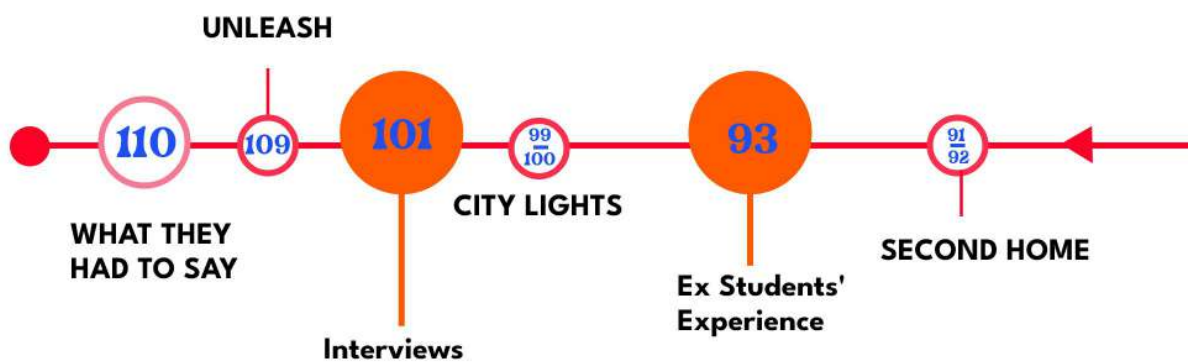 UNLEASH
110
109
101
99
100
93
91
92
CITY LIGHTS
WHAT THEY
HAD TO SAY
SECOND HOME
Ex Students'
Experience
Interviews